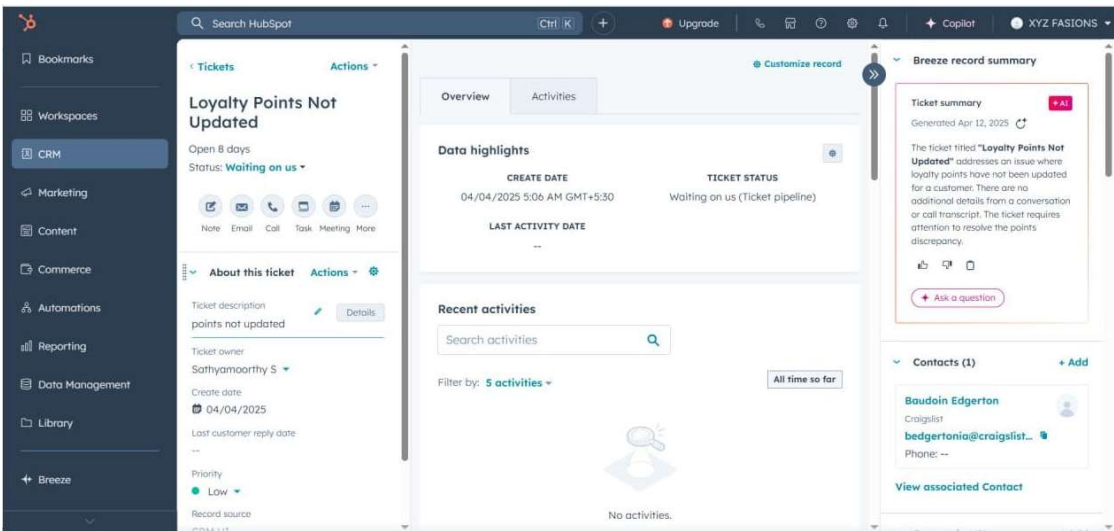 Search HubSpot
Ctrl K
Upgrade
Copilot
XYZ FASIONS
Bookmarks
Workspaces
CRM
Marketing
Content
Commerce
Automations
Reporting
Data Management
Library
Breeze
Tickets
Actions
Loyalty Points Not
Updated
Open 8 days
Status: Waiting on us
Note Email Call Task Meeting More
About this ticket Actions
Ticket description
points not updated
Details
Ticket owner
Sathyamoorthy S
Create date
04/04/2025
Last customer reply date
--
Priority
Low
Record source
Customize record
Overview Activities
Data highlights
CREATE DATE
04/04/2025 5:06 AM GMT+5:30
TICKET STATUS
Waiting on us (Ticket pipeline)
LAST ACTIVITY DATE
--
Recent activities
Search activities
Filter by: 5 activities
All time so far
No activities.
Breeze record summary
Ticket summary
+ AI
Generated Apr 12, 2025
The ticket titled "Loyalty Points Not
Updated" addresses an issue where
loyalty points have not been updated
for a customer. There are no
additional details from a conversation
or call transcript. The ticket requires
attention to resolve the points
discrepancy.
Ask a question
Contacts (1)
+ Add
Baudoin Edgerton
Craigslist
bedgertonia@craigslist...
Phone: --
View associated Contact